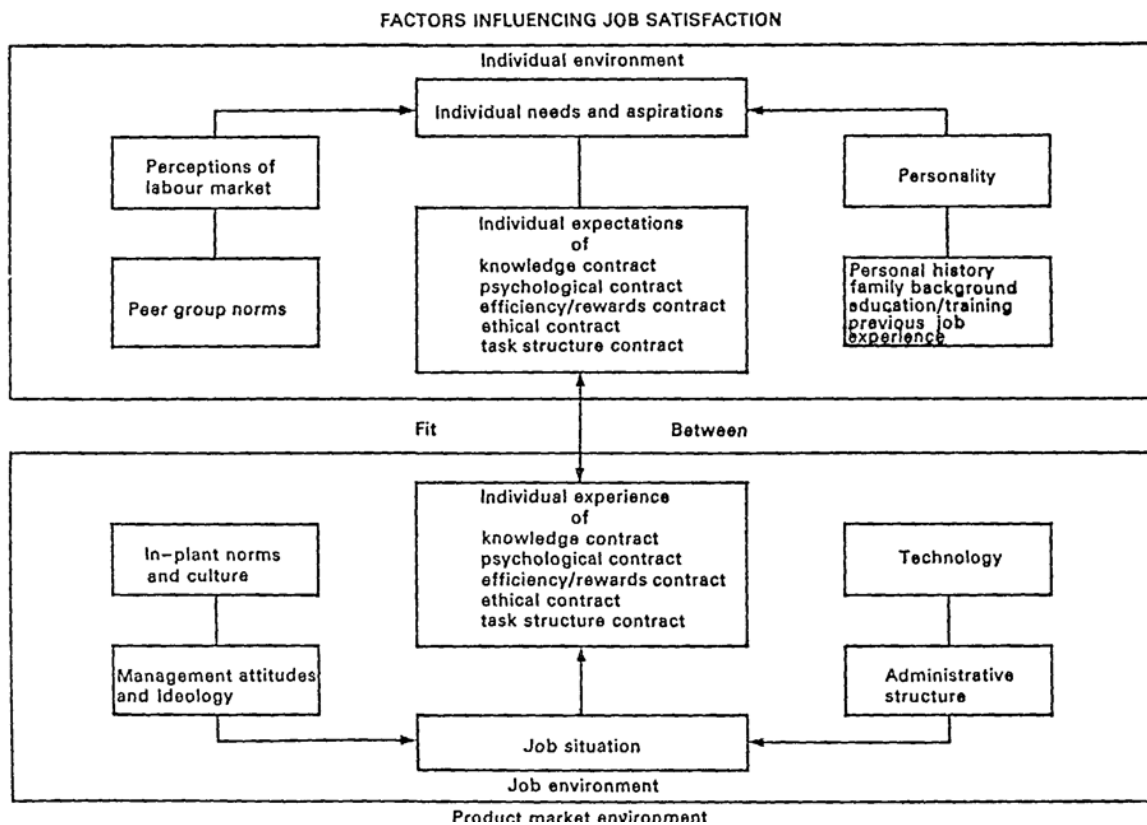 FACTORS INFLUENCING JOB SATISFACTION
Individual environment
Individual needs and aspirations
Perceptions of
labour market
Personality
Individual expectations
of
knowledge contract
psychological contract
efficiency/rewards contract
ethical contract
task structure contract
Peer group norms
Personal history
family background
education/training
previous job
experience
Fit Between
Individual experience
of
knowledge contract
psychological contract
efficiency/rewards contract
ethical contract
task structure contract
In-plant norms
and culture
Technology
Management attitudes
and ideology
Administrative
structure
Job situation
Job environment
Product market environment